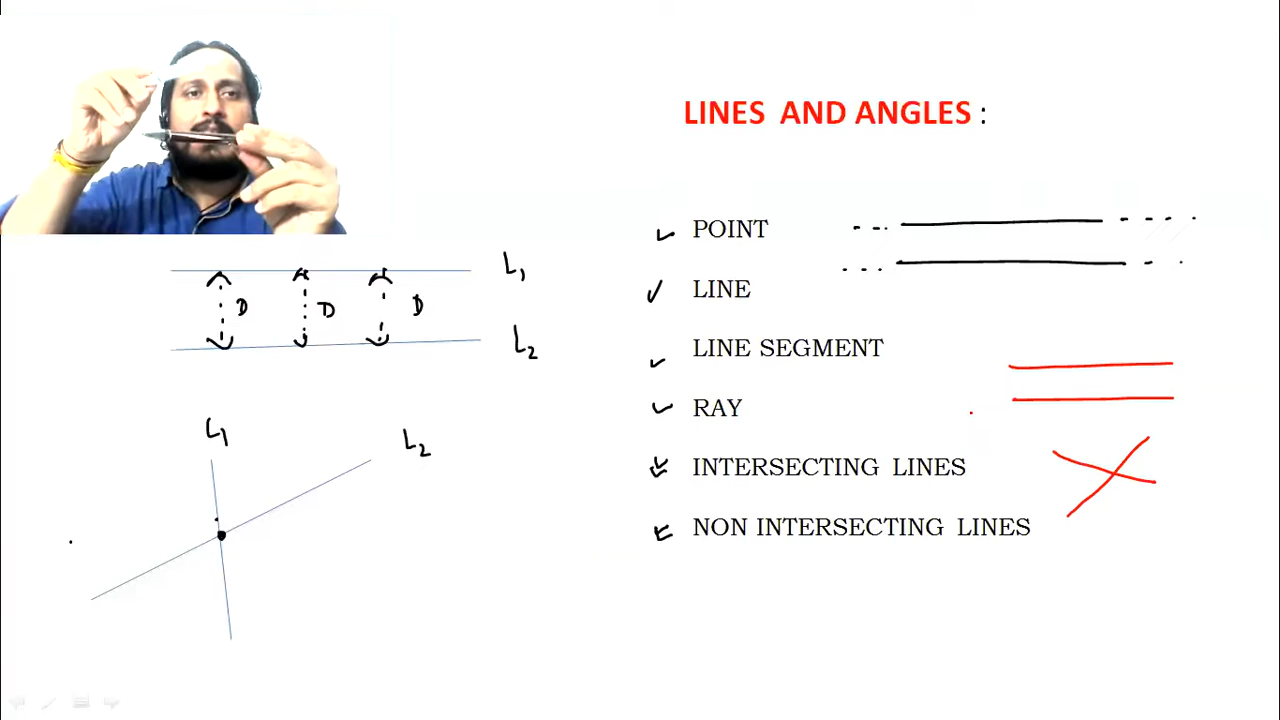 LINES AND ANGLES :
POINT
LINE
LINE SEGMENT
RAY
INTERSECTING LINES
NON INTERSECTING LINES
L1
D D D
L2
L1
L2